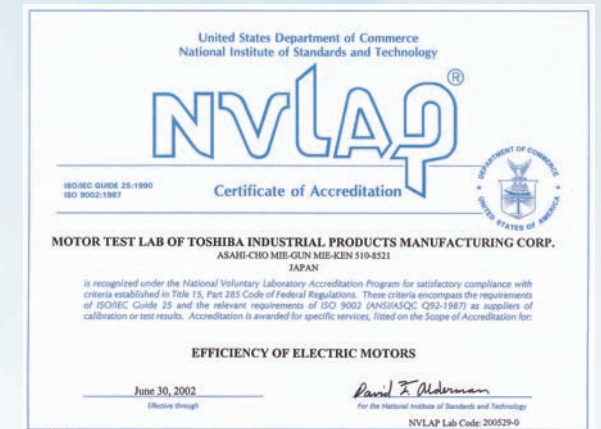 United States Department of Commerce
National Institute of Standards and Technology
NVLAP®
ISO/IEC GUIDE 25:1990
ISO 9002:1987
Certificate of Accreditation
DEPARTMENT OF COMMERCE
UNITED STATES OF AMERICA
MOTOR TEST LAB OF TOSHIBA INDUSTRIAL PRODUCTS MANUFACTURING CORP.
ASAHI-CHO MIE-GUN MIE-KEN 510-8521
JAPAN
is recognized under the National Voluntary Laboratory Accreditation Program for satisfactory compliance with
criteria established in Title 15, Part 285 Code of Federal Regulations. These criteria encompass the requirements
of ISO/IEC Guide 25 and the relevant requirements of ISO 9002 (ANSI/ASQC Q92-1987) as suppliers of
calibration or test results. Accreditation is awarded for specific services, listed on the Scope of Accreditation for:
EFFICIENCY OF ELECTRIC MOTORS
June 30, 2002
Effective through
David F. Alderman
For the National Institute of Standards and Technology
NVLAP Lab Code: 200529-0